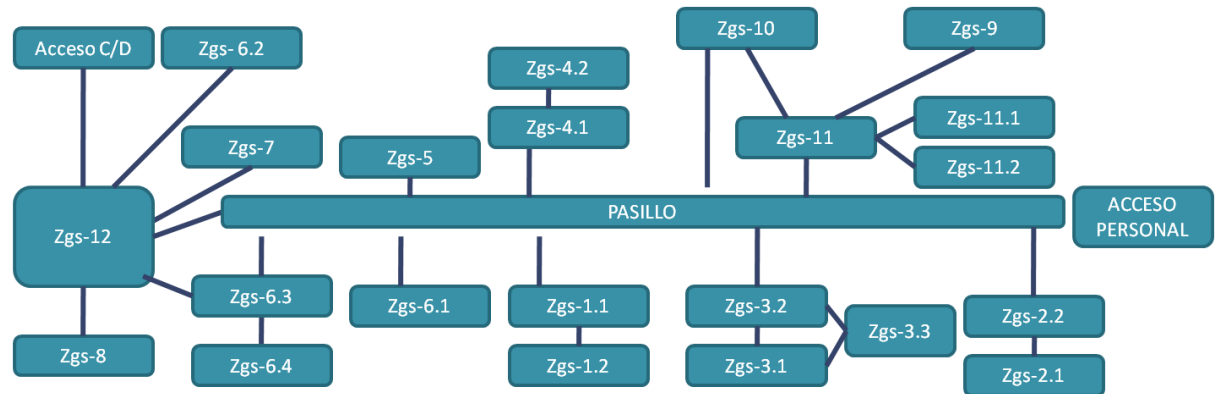 Acceso C/D
Zgs- 6.2
Zgs-10
Zgs-9
Zgs-4.2
Zgs-4.1
Zgs-11
Zgs-11.1
Zgs-11.2
Zgs-7
Zgs-5
Zgs-12
PASILLO
ACCESO
PERSONAL
Zgs-6.3
Zgs-6.1
Zgs-1.1
Zgs-3.2
Zgs-3.3
Zgs-2.2
Zgs-8
Zgs-6.4
Zgs-1.2
Zgs-3.1
Zgs-2.1